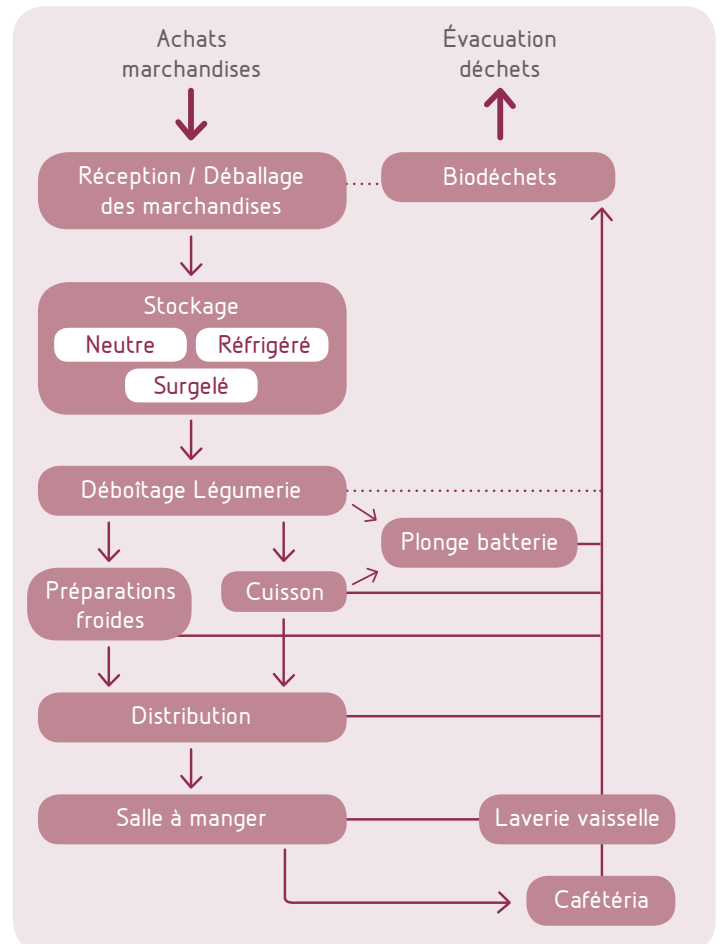 Achats
marchandises
Évacuation
déchets
Réception / Déballage
des marchandises
Biodéchets
Stockage
Neutre
Réfrigéré
Surgelé
Déboîtage Légumerie
Plonge batterie
Préparations
froides
Cuisson
Distribution
Salle à manger
Laverie vaisselle
Cafétéria